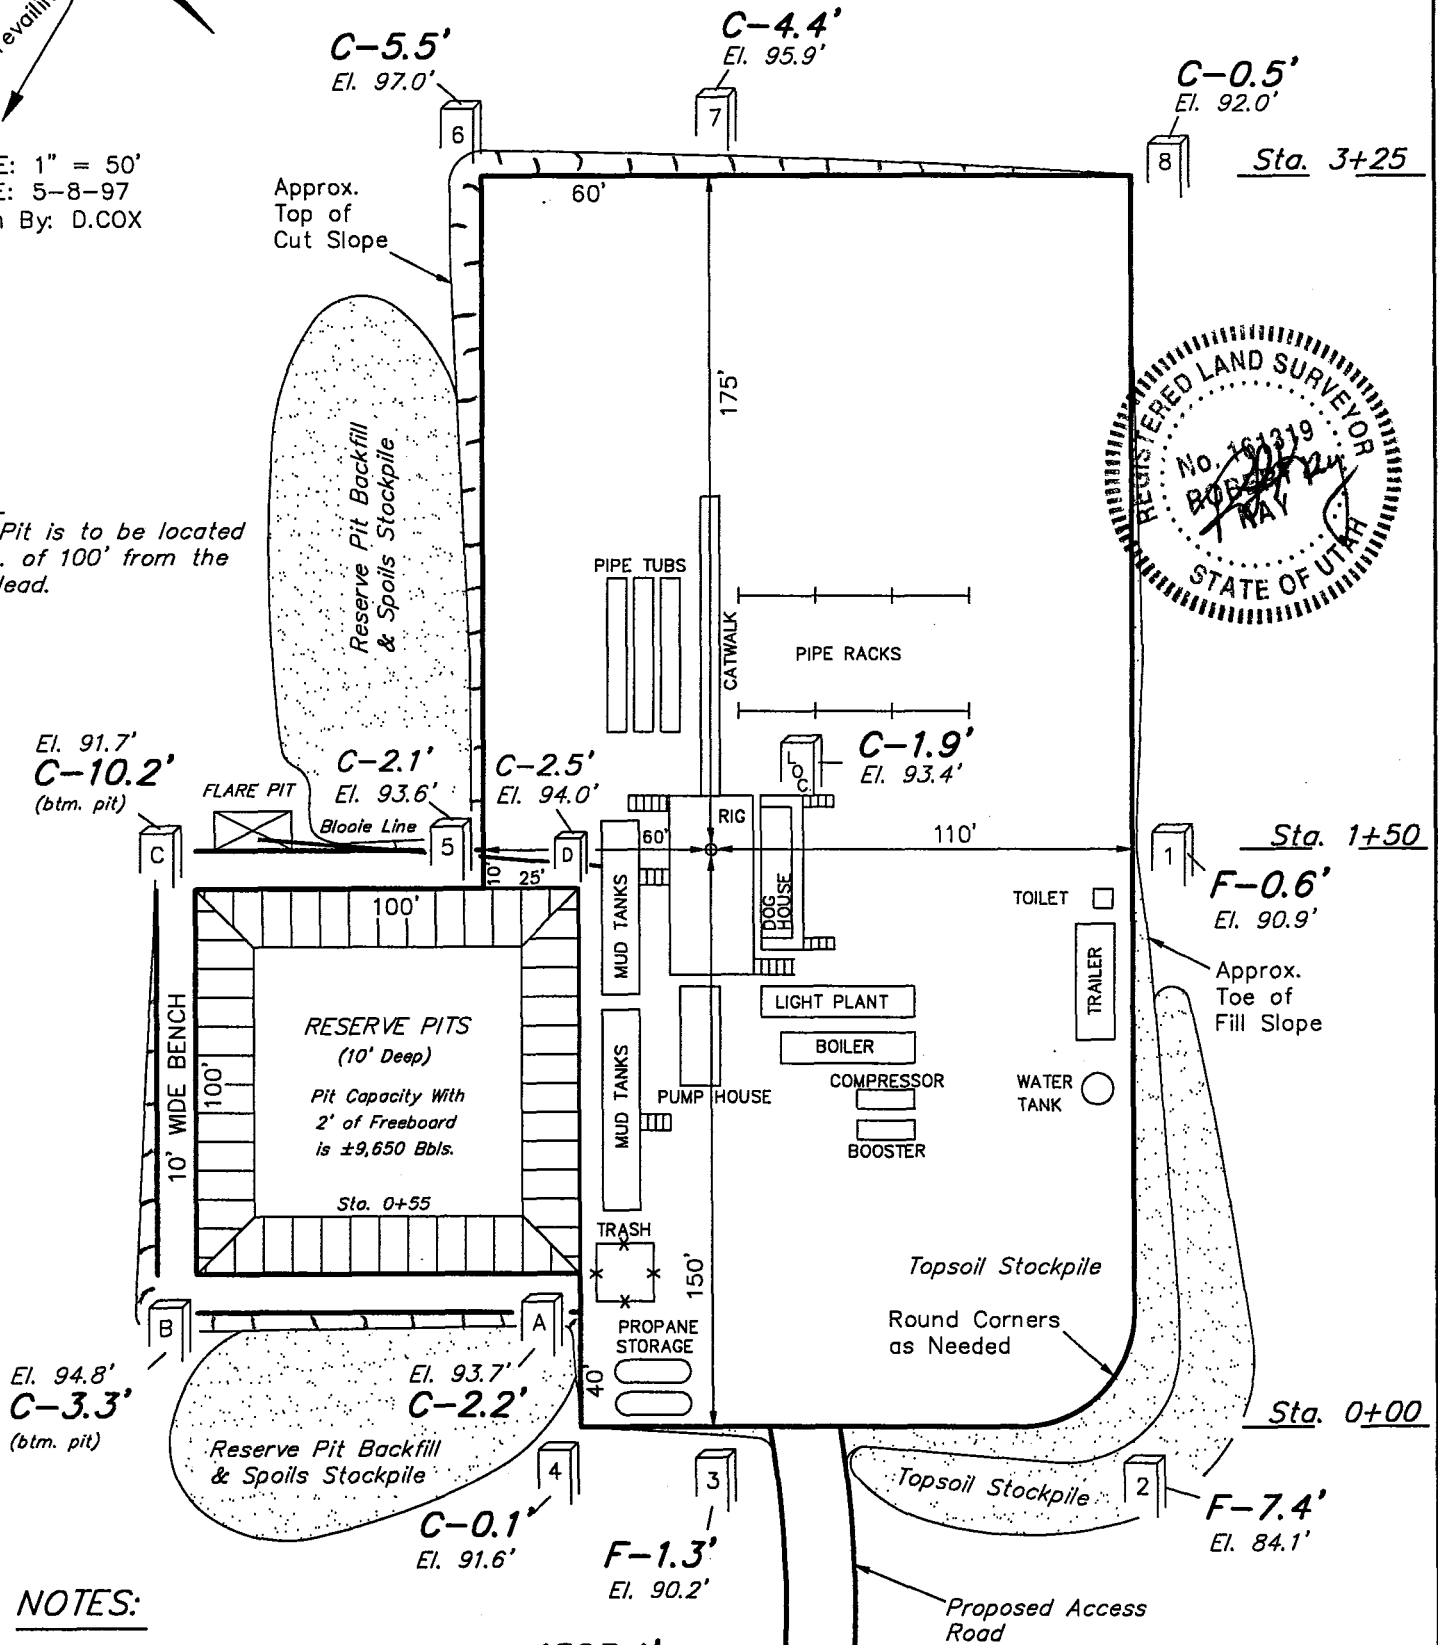 C-5.5'
El. 97.0'
C-4.4'
El. 95.9'
C-0.5'
El. 92.0'
6
7
8
Sta. 3+25
E: 1" = 50'
E: 5-8-97
By: D.COX
60'
Approx.
Top of
Cut Slope
175'
REGISTERED LAND SURVEYOR
No. 161319
ROBERT
KAY
STATE OF UTAH
Reserve Pit Backfill
& Spoils Stockpile
Pit is to be located
. of 100' from the
PIPE TUBS
CATWALK
PIPE RACKS
El. 91.7'
C-10.2'
(btm. pit)
C-2.1'
El. 93.6'
C-2.5'
El. 94.0'
LOC.
C-1.9'
El. 93.4'
FLARE PIT
Blooie Line
RIG
C
5
D
60'
110'
1
Sta. 1+50
F-0.6'
El. 90.9'
10'
25'
100'
MUD TANKS
DOG
HOUSE
TOILET
TRAILER
Approx.
Toe of
Fill Slope
10' WIDE BENCH
100'
RESERVE PITS
(10' Deep)
Pit Capacity With
2' of Freeboard
is ±9,650 Bbls.
Sta. 0+55
LIGHT PLANT
BOILER
MUD TANKS
PUMP HOUSE
COMPRESSOR
BOOSTER
WATER
TANK
TRASH
150'
Topsoil Stockpile
Round Corners
as Needed
B
A
PROPANE
STORAGE
40'
El. 94.8'
C-3.3'
(btm. pit)
El. 93.7'
C-2.2'
Sta. 0+00
Reserve Pit Backfill
& Spoils Stockpile
4
3
Topsoil Stockpile
2
C-0.1'
El. 91.6'
F-1.3'
El. 90.2'
F-7.4'
El. 84.1'
NOTES:
Proposed Access
Road